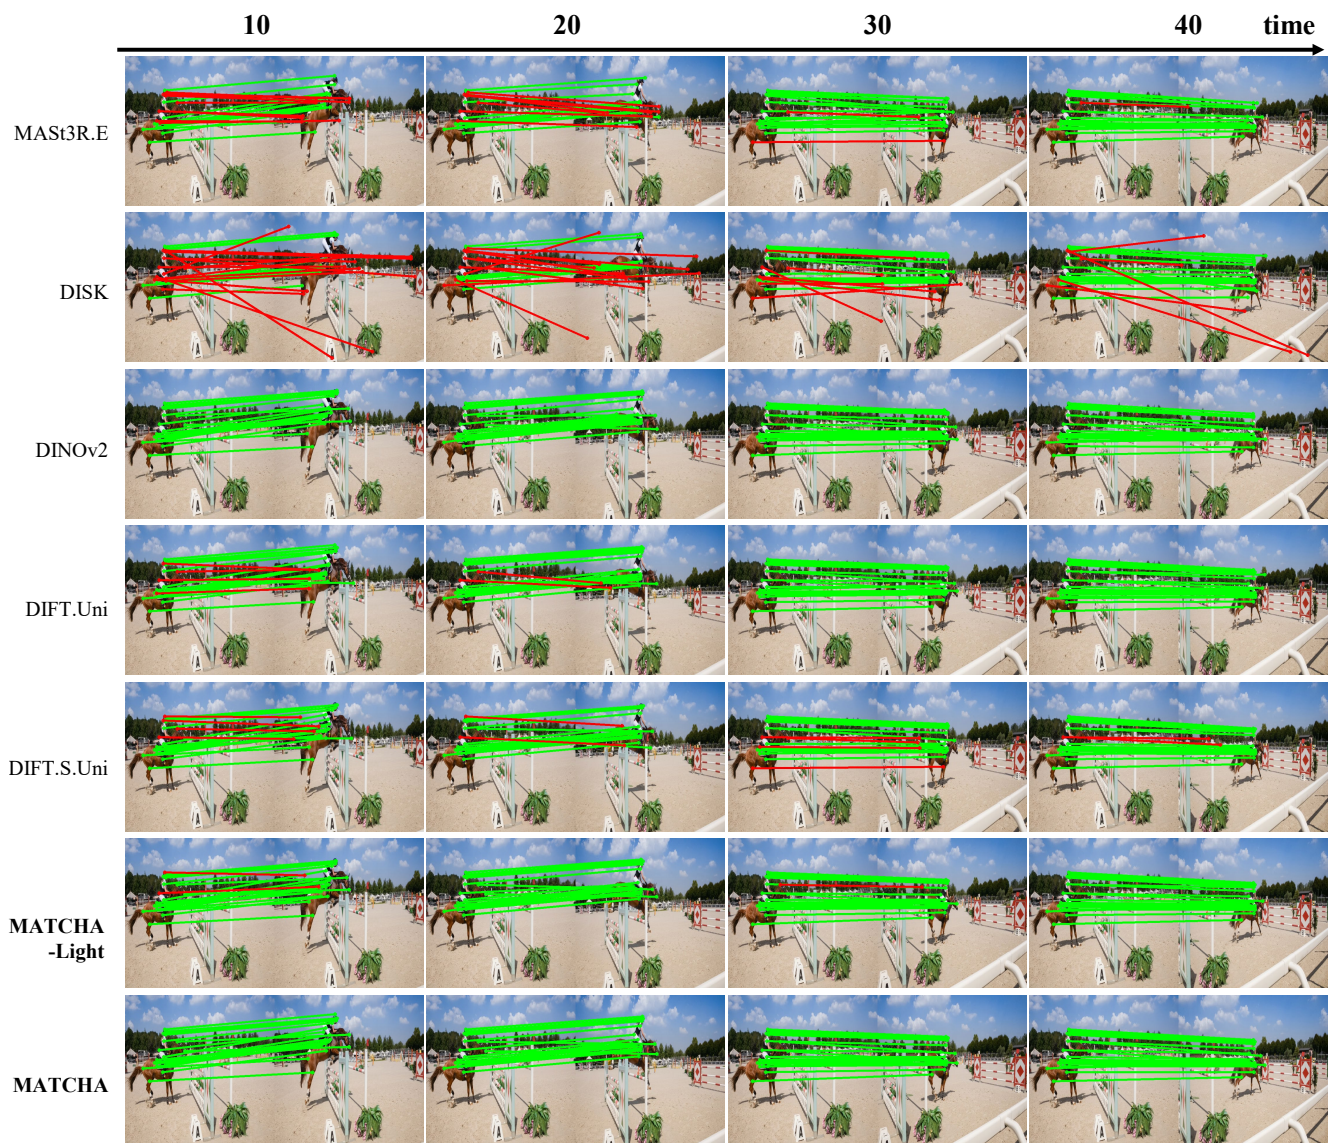 10 20 30 40 time
MASt3R.E
DISK
DINOv2
DIFT.Uni
DIFT.S.Uni
MATCHA
-Light
MATCHA